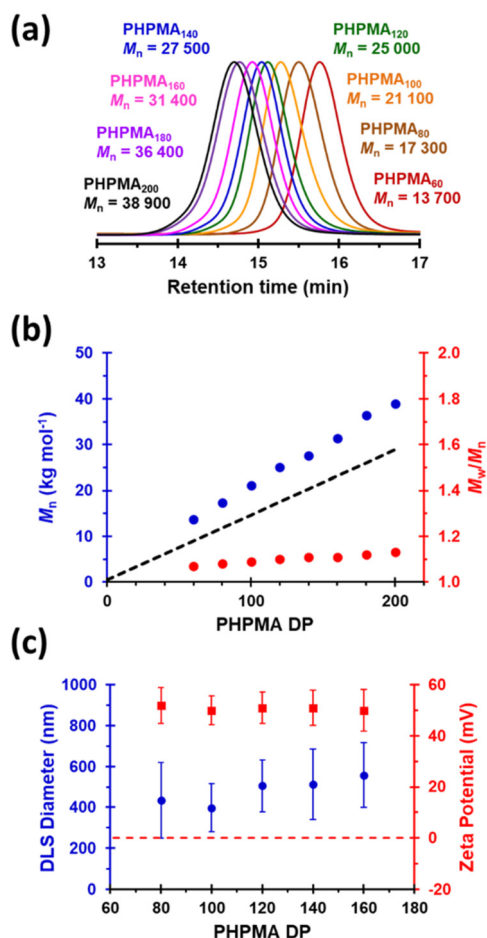 (a)
PHPMA₁₄₀
Mₙ = 27 500
PHPMA₁₂₀
Mₙ = 25 000
PHPMA₁₆₀
Mₙ = 31 400
PHPMA₁₀₀
Mₙ = 21 100
PHPMA₁₈₀
Mₙ = 36 400
PHPMA₈₀
Mₙ = 17 300
PHPMA₂₀₀
Mₙ = 38 900
PHPMA₆₀
Mₙ = 13 700
13 14 15 16 17
Retention time (min)
(b)
Mₙ (kg mol⁻¹)
50
40
30
20
10
0
2.0
1.8
1.6
1.4
1.2
1.0
M_w/Mₙ
0 100 200
PHPMA DP
(c)
DLS Diameter (nm)
1000
800
600
400
200
0
60
40
20
0
-20
Zeta Potential (mV)
60 80 100 120 140 160 180
PHPMA DP